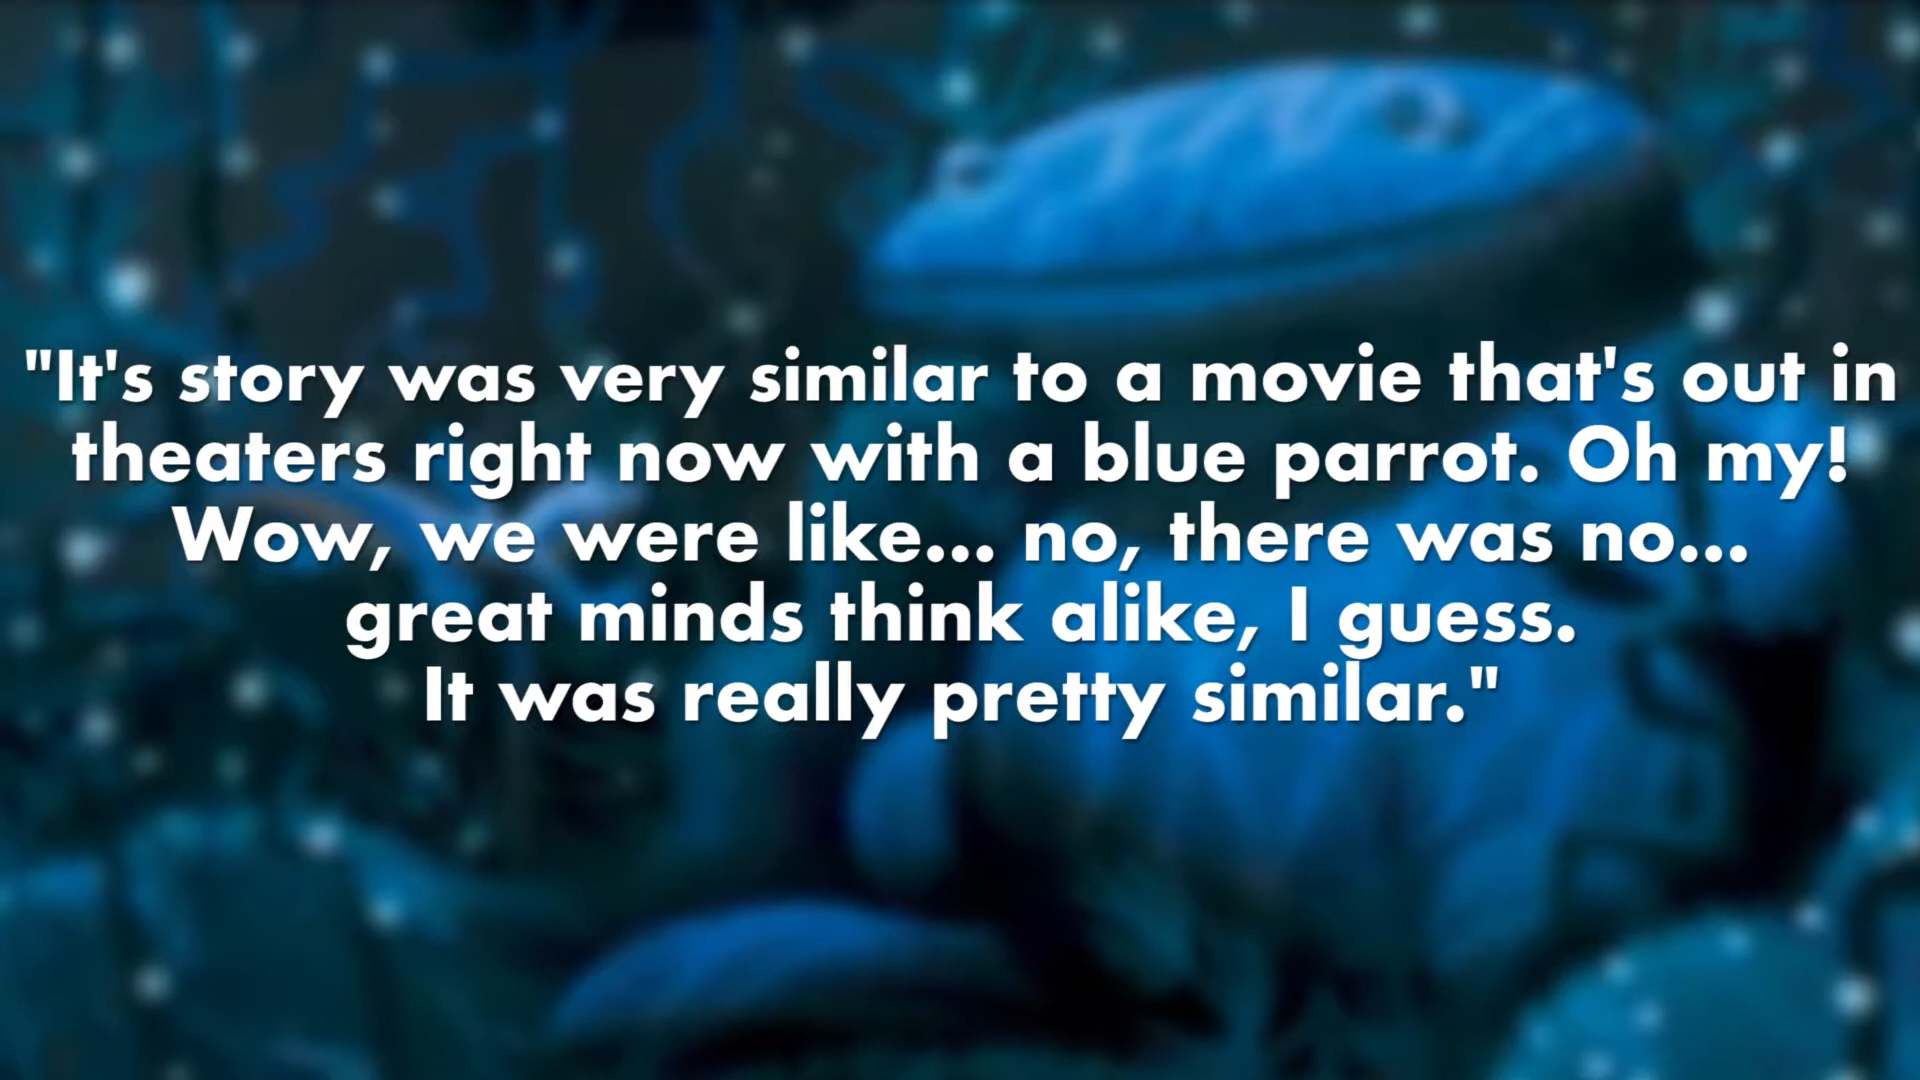 "It's story was very similar to a movie that's out in
theaters right now with a blue parrot. Oh my!
Wow, we were like... no, there was no...
great minds think alike, I guess.
It was really pretty similar."